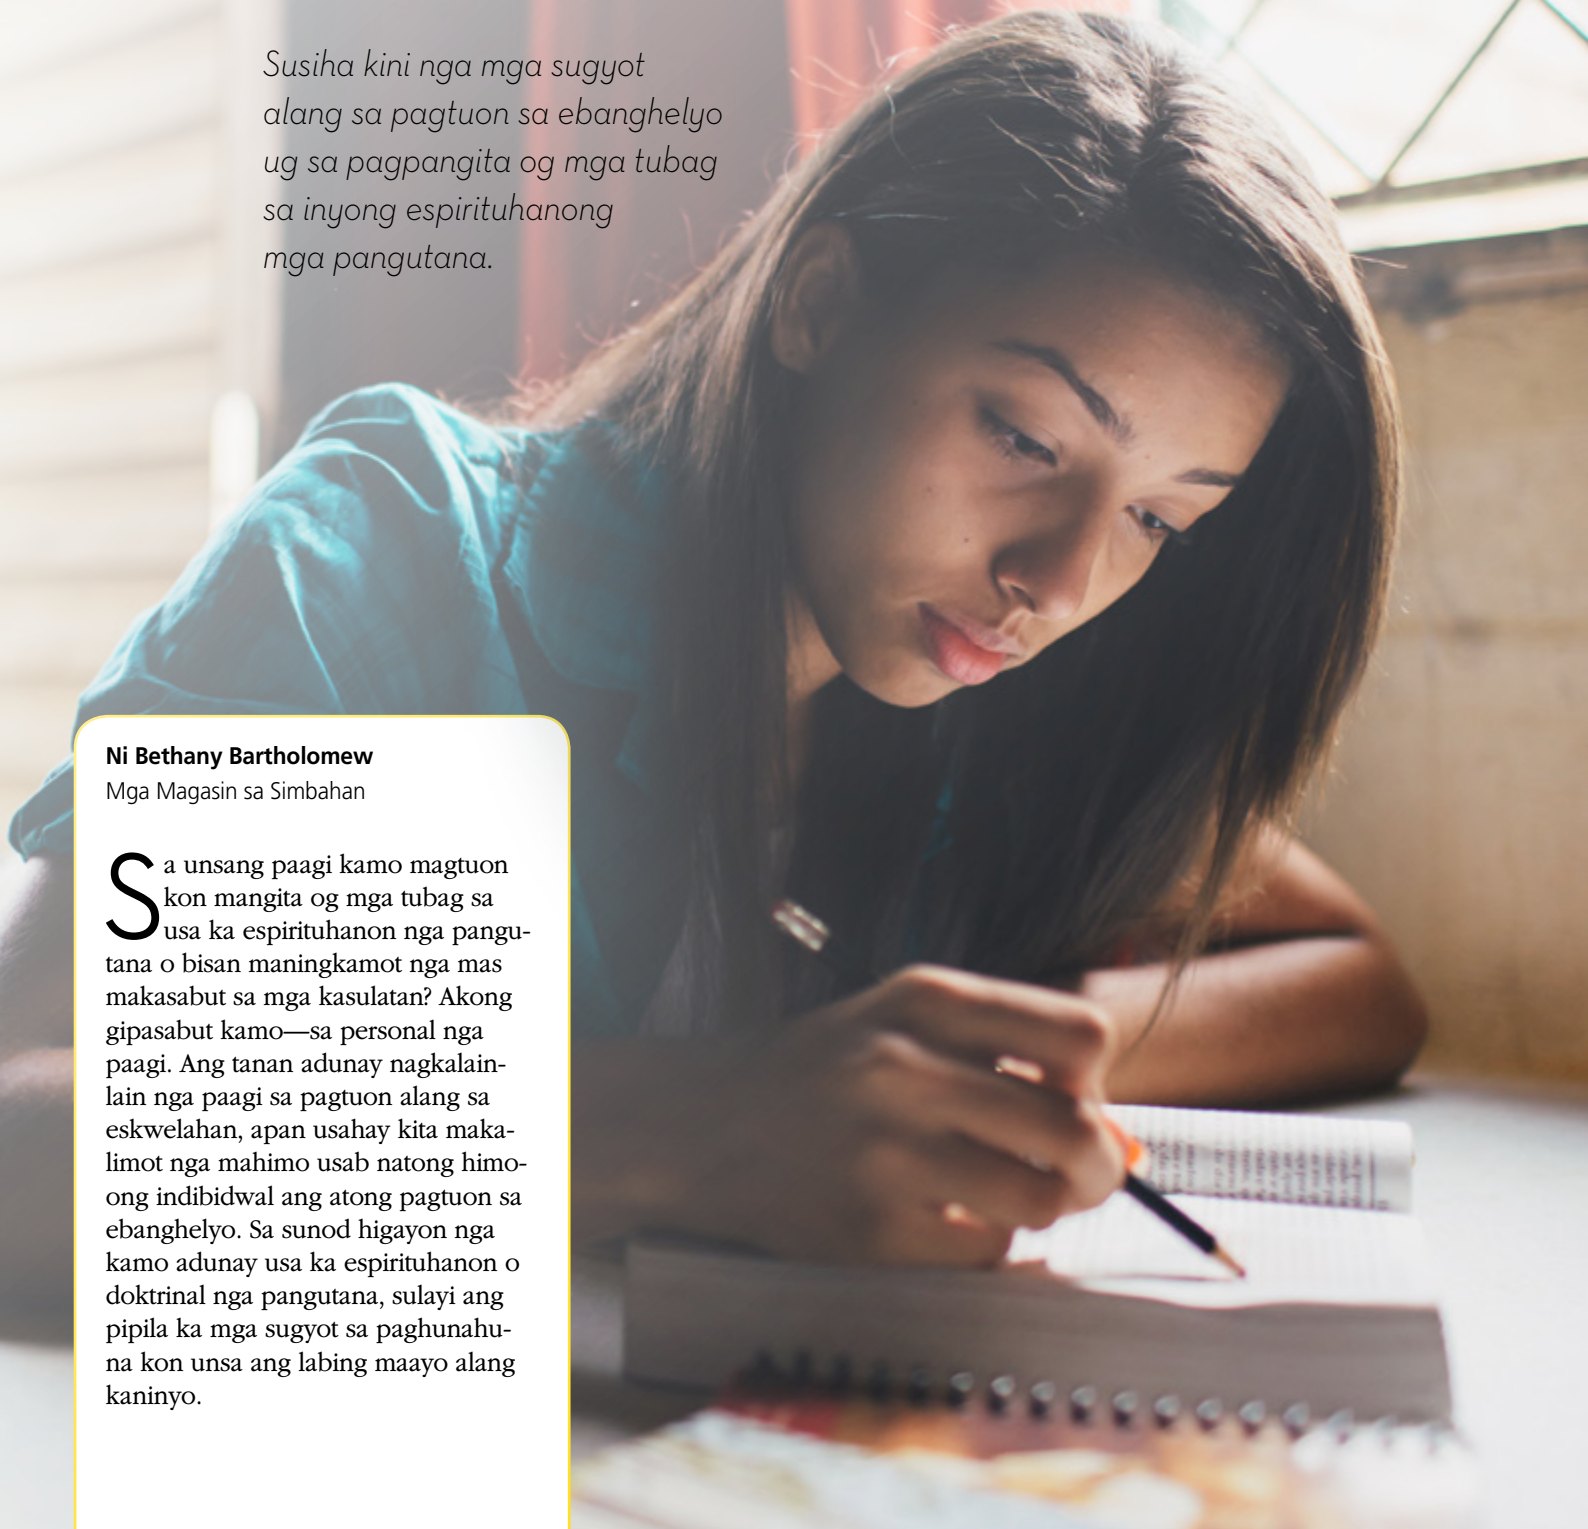 Susiha kini nga mga sugyot
alang sa pagtuon sa ebanghelyo
ug sa pagpangita og mga tubag
sa inyong espirituhanong
mga pangutana.
Ni Bethany Bartholomew
Mga Magasin sa Simbahan
Sa unsang paagi kamo magtuon
kon mangita og mga tubag sa
usa ka espirituhanon nga pangu-
tana o bisan maningkamot nga mas
makasabut sa mga kasulatan? Akong
gipasabut kamo—sa personal nga
paagi. Ang tanan adunay nagkalain-
lain nga paagi sa pagtuon alang sa
eskwelahan, apan usahay kita maka-
limot nga mahimo usab natong himo-
ong indibidwal ang atong pagtuon sa
ebanghelyo. Sa sunod higayon nga
kamo adunay usa ka espirituhanon o
doktrinal nga pangutana, sulayi ang
pipila ka mga sugyot sa paghunahu-
na kon unsa ang labing maayo alang
kaninyo.